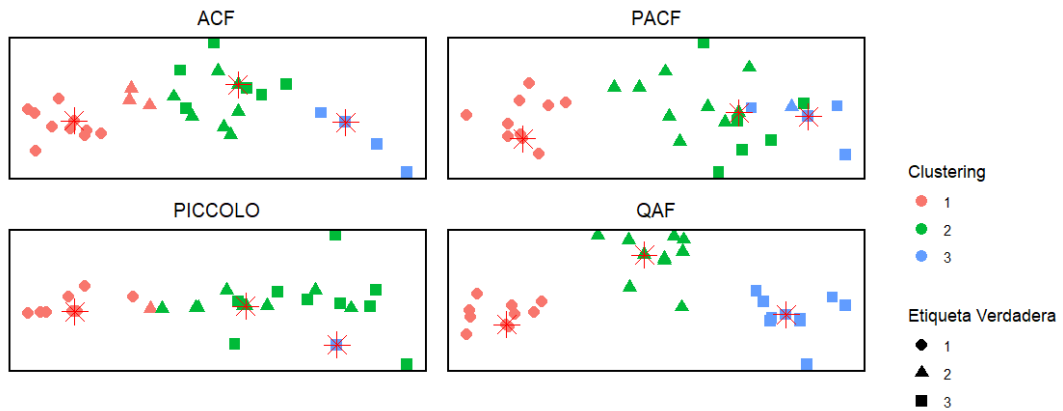 ACF
PACF
PICCOLO
QAF
Clustering
1
2
3
Etiqueta Verdadera
1
2
3